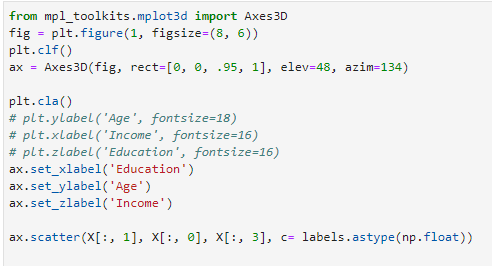 from mpl_toolkits.mplot3d import Axes3D
fig = plt.figure(1, figsize=(8, 6))
plt.clf()
ax = Axes3D(fig, rect=[0, 0, .95, 1], elev=48, azim=134)

plt.cla()
# plt.ylabel('Age', fontsize=18)
# plt.xlabel('Income', fontsize=16)
# plt.zlabel('Education', fontsize=16)
ax.set_xlabel('Education')
ax.set_ylabel('Age')
ax.set_zlabel('Income')

ax.scatter(X[:, 1], X[:, 0], X[:, 3], c= labels.astype(np.float))